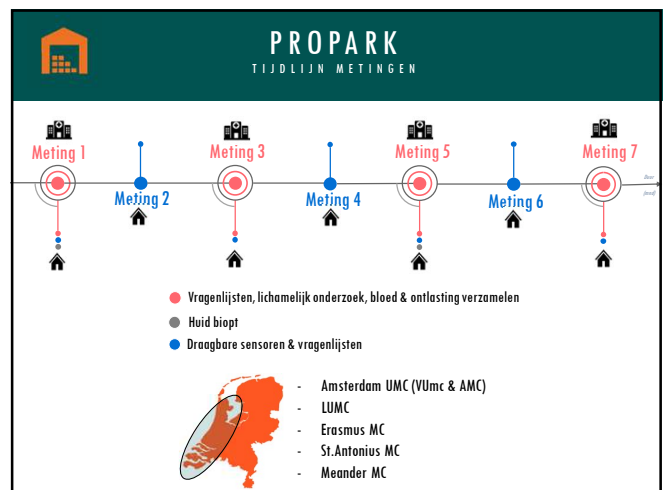 PROPARK
TIJDLIJN METINGEN
Meting 1
Meting 3
Meting 5
Meting 7
Meting 2
Meting 4
Meting 6
Vragenlijsten, lichamelijk onderzoek, bloed & ontlasting verzamelen
Huid biopt
Draagbare sensoren & vragenlijsten
- Amsterdam UMC (VUmc & AMC)
- LUMC
- Erasmus MC
- St.Antonius MC
- Meander MC